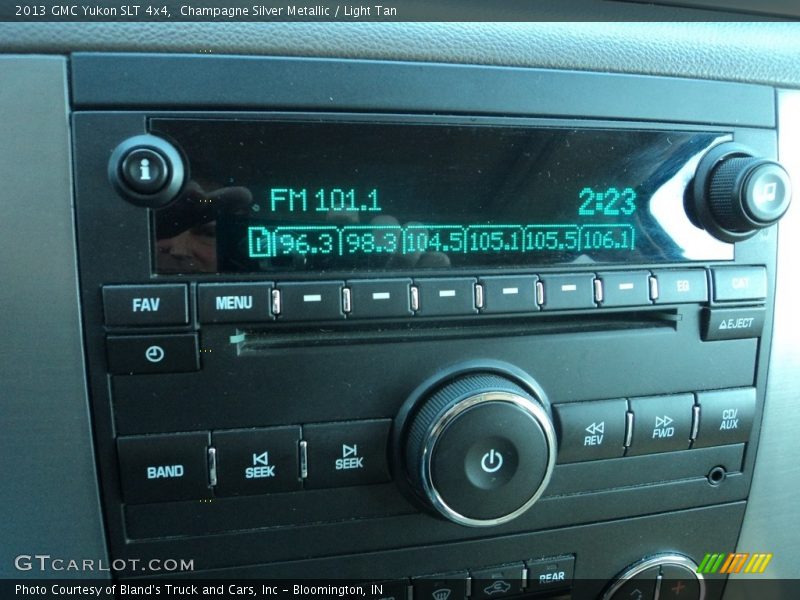 2013 GMC Yukon SLT 4x4,  Champagne Silver Metallic / Light Tan
i
FM 101.1 2:23
1 96.3 98.3 104.5 105.1 105.5 106.1
FAV MENU EQ CAT
EJECT
REV FWD CD/
AUX
BAND SEEK SEEK
REAR
GTCARLOT.COM
Photo Courtesy of Bland's Truck and Cars, Inc – Bloomington, IN